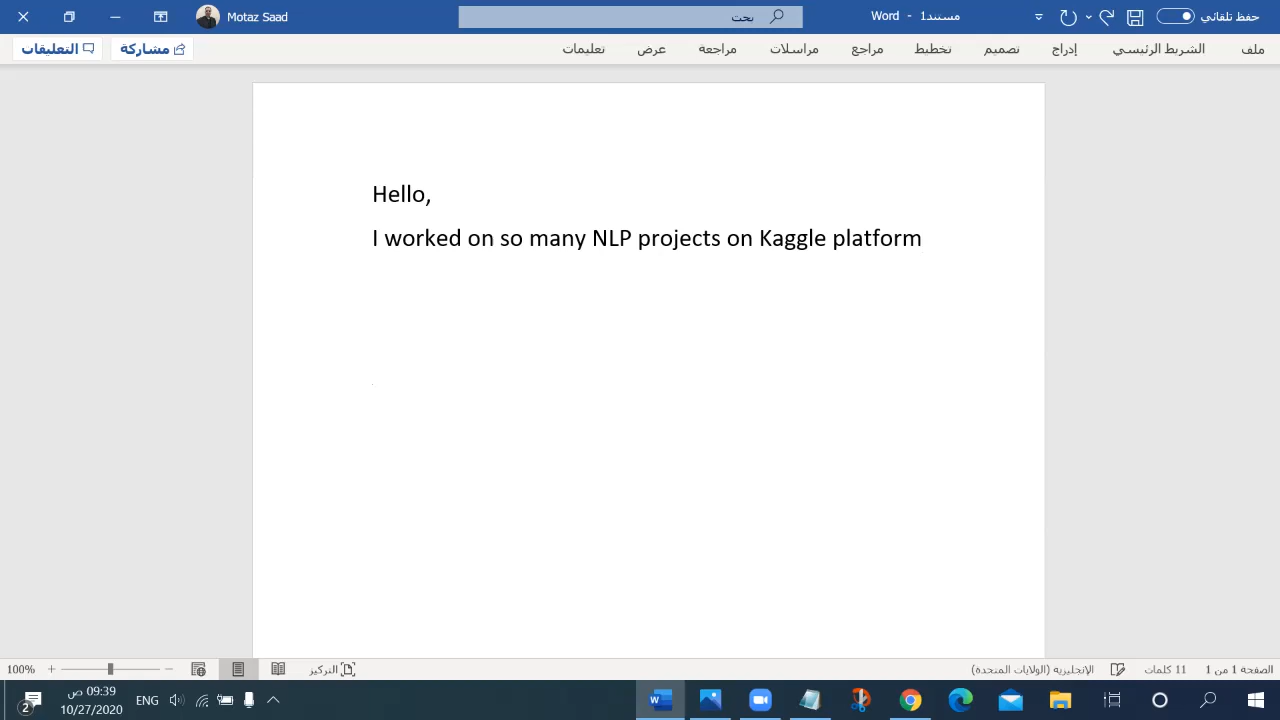 Motaz Saad
بحت
مستند1 - Word
حفظ تلقائي
ملف
الشريط الرئيسي
إدراج
تصميم
تخطيط
مراجع
مراسلات
مراجعة
عرض
تعليمات
مشاركة
التعليقات
Hello,
I worked on so many NLP projects on Kaggle platform
الصفحة 1 من 1
11 كلمات
الإنجليزية (الولايات المتحدة)
التركيز
100%
ENG
09:39 ص
10/27/2020
2